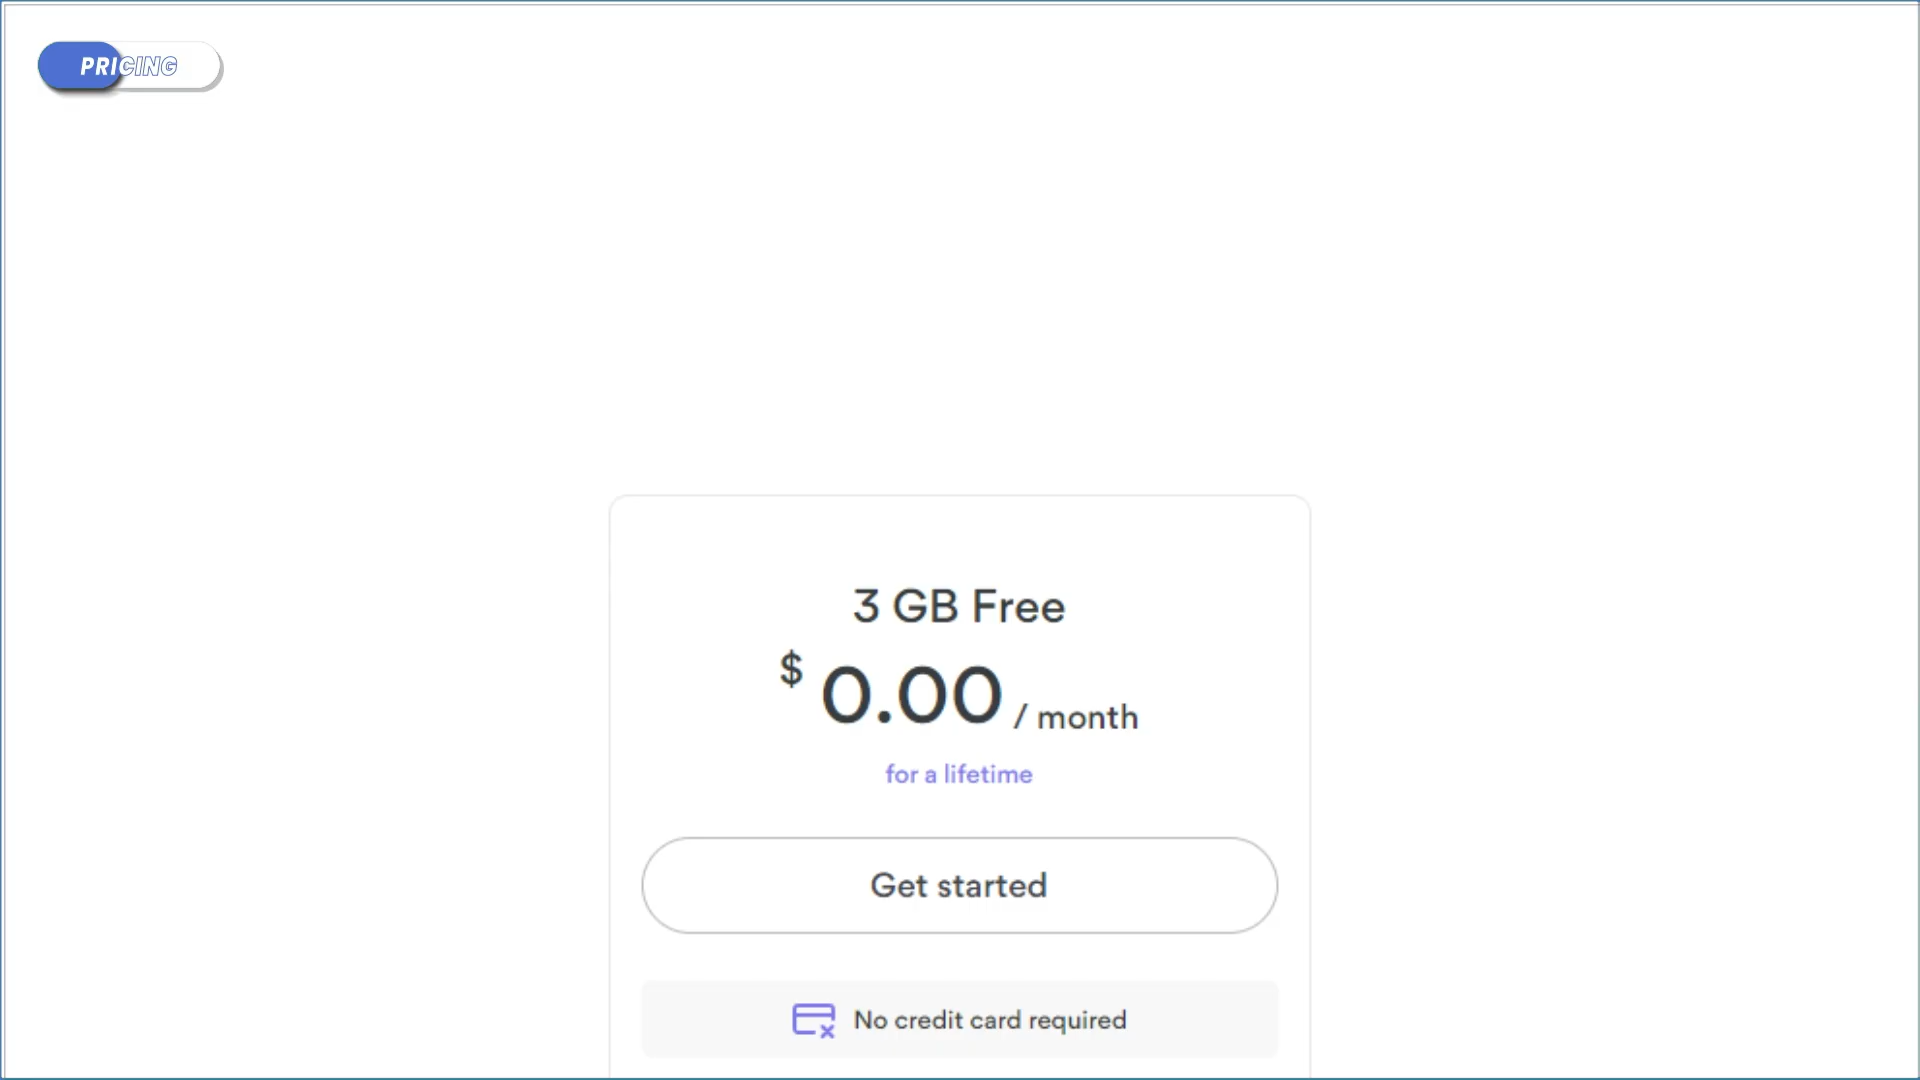 PRICING
3 GB Free
$ 0.00 / month
for a lifetime
Get started
No credit card required